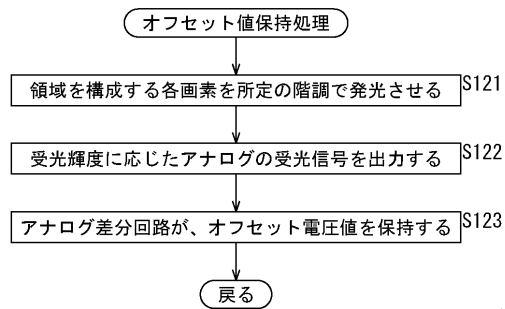 オフセット値保持処理
領域を構成する各画素を所定の階調で発光させる
S121
受光輝度に応じたアナログの受光信号を出力する
S122
アナログ差分回路が、オフセット電圧値を保持する
S123
戻る